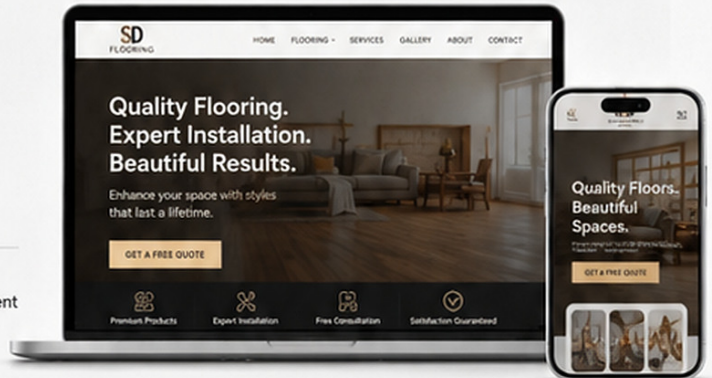 SD
FLOORING
HOME FLOORING SERVICES GALLERY ABOUT CONTACT
Quality Flooring.
Expert Installation.
Beautiful Results.
Enhance your space with styles
that last a lifetime.
GET A FREE QUOTE
Premium Products Expert Installation Free Consultation Satisfaction Guaranteed
ent
Quality Floors.
Beautiful
Spaces.
GET A FREE QUOTE